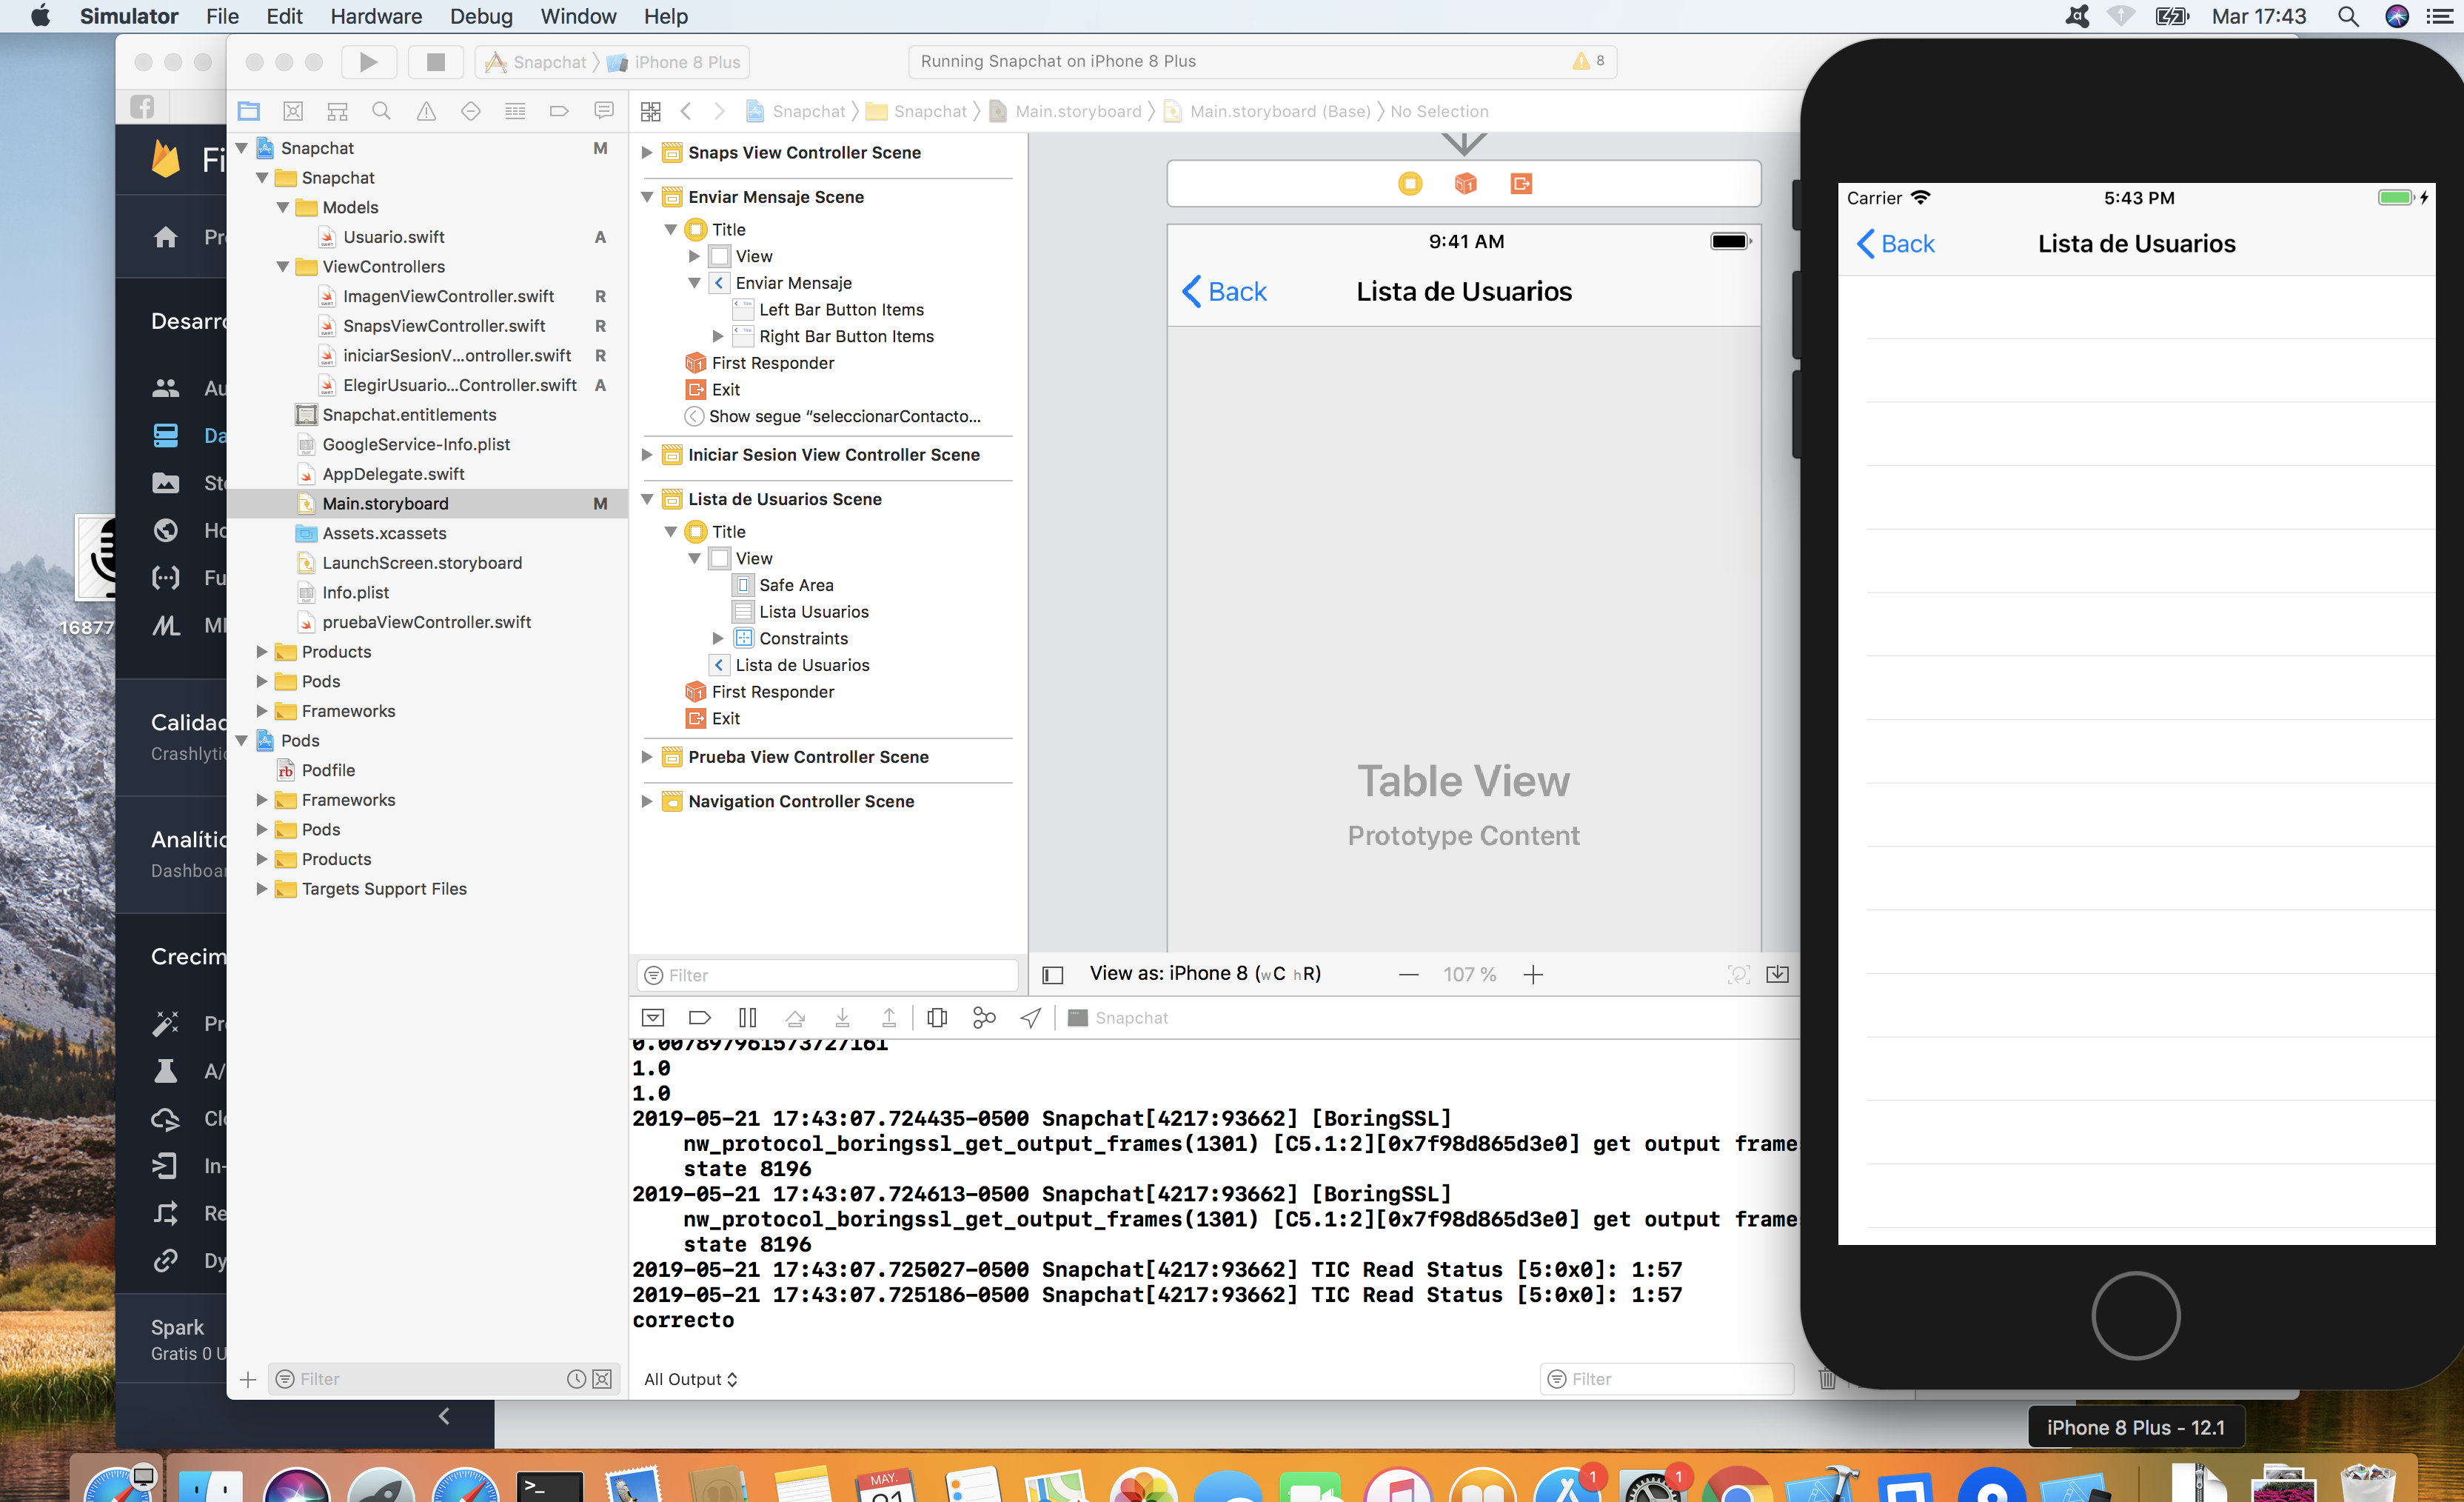 Simulator File Edit Hardware Debug Window Help
Mar 17:43
Snapchat iPhone 8 Plus
Running Snapchat on iPhone 8 Plus
8
Snapchat Snapchat Main.storyboard Main.storyboard (Base) No Selection
Fi
Pr
Desarro
Au
Da
Sto
Ho
Fu
ML
Calidad
Crashlytic
Analític
Dashboar
Crecim
Pr
A/
Clo
In-
Re
Dy
Spark
Gratis 0 U
16877
Snapchat M
Snapchat
Models
Usuario.swift A
ViewControllers
ImagenViewController.swift R
SnapsViewController.swift R
iniciarSesionV...ontroller.swift R
ElegirUsuario...Controller.swift A
Snapchat.entitlements
GoogleService-Info.plist
AppDelegate.swift
Main.storyboard M
Assets.xcassets
LaunchScreen.storyboard
Info.plist
pruebaViewController.swift
Products
Pods
Frameworks
Pods
rb Podfile
Frameworks
Pods
Products
Targets Support Files
Filter
Snaps View Controller Scene
Enviar Mensaje Scene
Title
View
Enviar Mensaje
Left Bar Button Items
Right Bar Button Items
First Responder
Exit
Show segue “seleccionarContacto...
Iniciar Sesion View Controller Scene
Lista de Usuarios Scene
Title
View
Safe Area
Lista Usuarios
Constraints
Lista de Usuarios
First Responder
Exit
Prueba View Controller Scene
Navigation Controller Scene
Filter
9:41 AM
Back Lista de Usuarios
Table View
Prototype Content
View as: iPhone 8 (wC hR)
107 %
Snapchat
0.007897961573727161
1.0
1.0
2019-05-21 17:43:07.724435-0500 Snapchat[4217:93662] [BoringSSL]
nw_protocol_boringssl_get_output_frames(1301) [C5.1:2][0x7f98d865d3e0] get output frame
state 8196
2019-05-21 17:43:07.724613-0500 Snapchat[4217:93662] [BoringSSL]
nw_protocol_boringssl_get_output_frames(1301) [C5.1:2][0x7f98d865d3e0] get output frame
state 8196
2019-05-21 17:43:07.725027-0500 Snapchat[4217:93662] TIC Read Status [5:0x0]: 1:57
2019-05-21 17:43:07.725186-0500 Snapchat[4217:93662] TIC Read Status [5:0x0]: 1:57
correcto
All Output
Filter
Carrier 5:43 PM
Back Lista de Usuarios
iPhone 8 Plus - 12.1
MAY.
1
1